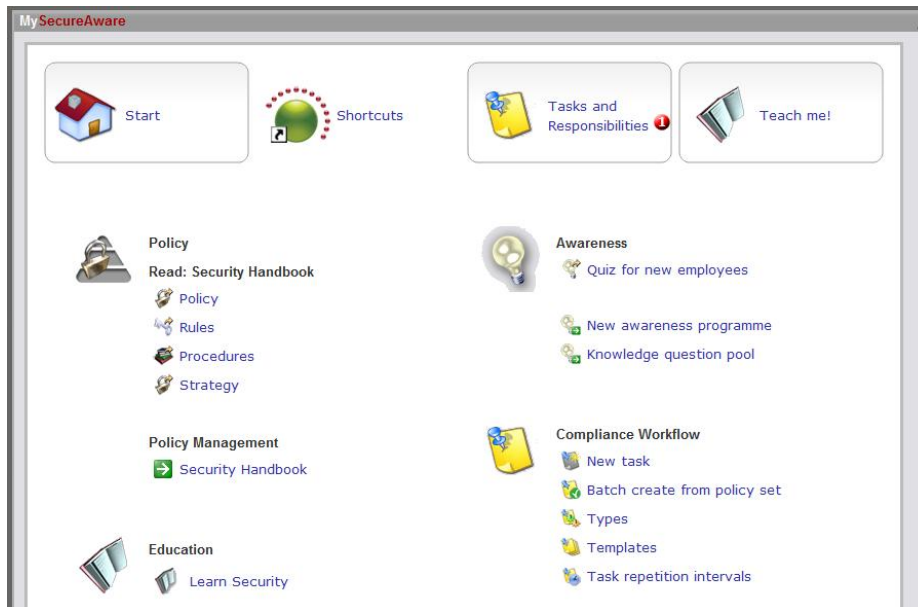 MySecureAware
Start
Shortcuts
Tasks and
Responsibilities 1
Teach me!
Policy
Read: Security Handbook
Policy
Rules
Procedures
Strategy
Policy Management
Security Handbook
Education
Learn Security
Awareness
Quiz for new employees
New awareness programme
Knowledge question pool
Compliance Workflow
New task
Batch create from policy set
Types
Templates
Task repetition intervals